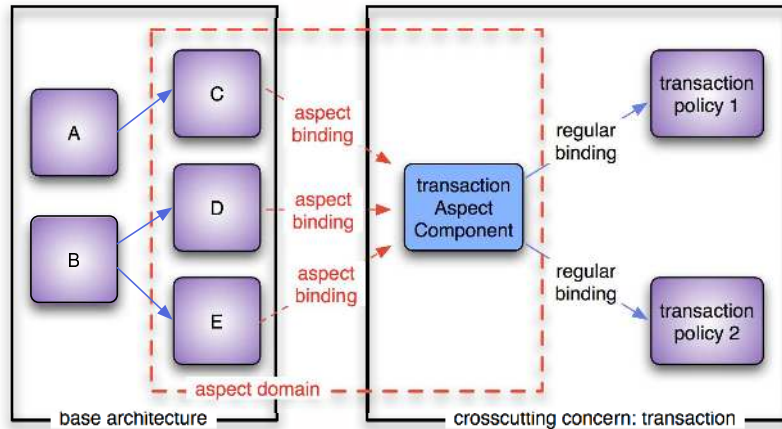 A
B
C
D
E
aspect
binding
aspect
binding
aspect
binding
transaction
Aspect
Component
regular
binding
regular
binding
transaction
policy 1
transaction
policy 2
aspect domain
base architecture
crosscutting concern: transaction